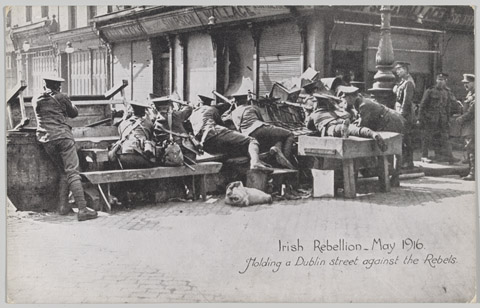 Irish Rebellion - May 1916.
Holding a Dublin street against the Rebels.